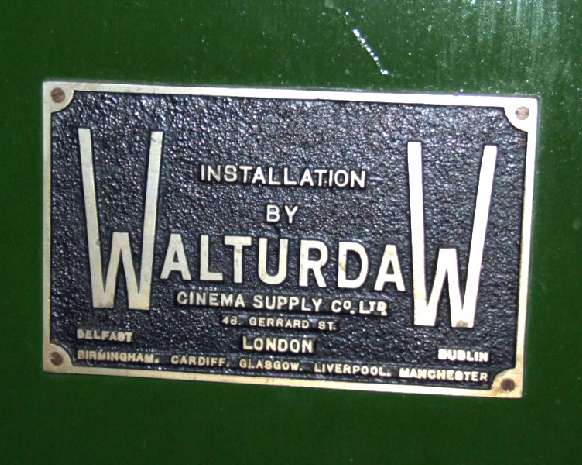 INSTALLATION
BY
WALTURDAW
CINEMA SUPPLY CO. LTD
46. GERRARD ST.
LONDON
BELFAST DUBLIN
BIRMINGHAM. CARDIFF. GLASGOW. LIVERPOOL. MANCHESTER